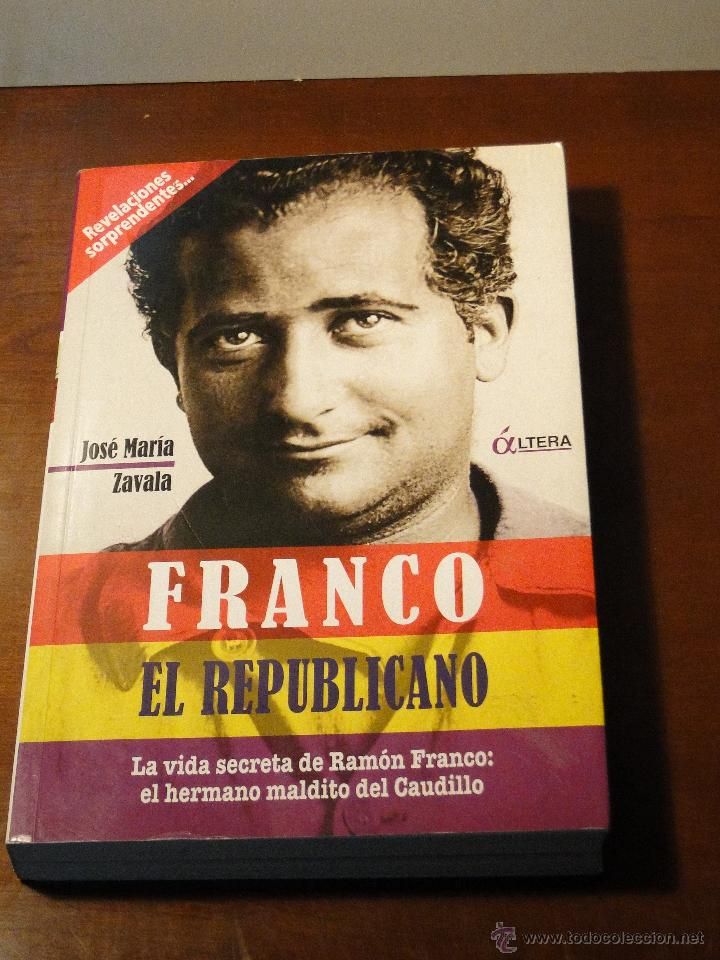 Revelaciones
sorprendentes...
José María
Zavala
áLTERA
FRANCO
EL REPUBLICANO
La vida secreta de Ramón Franco:
el hermano maldito del Caudillo
www.todocoleccion.net